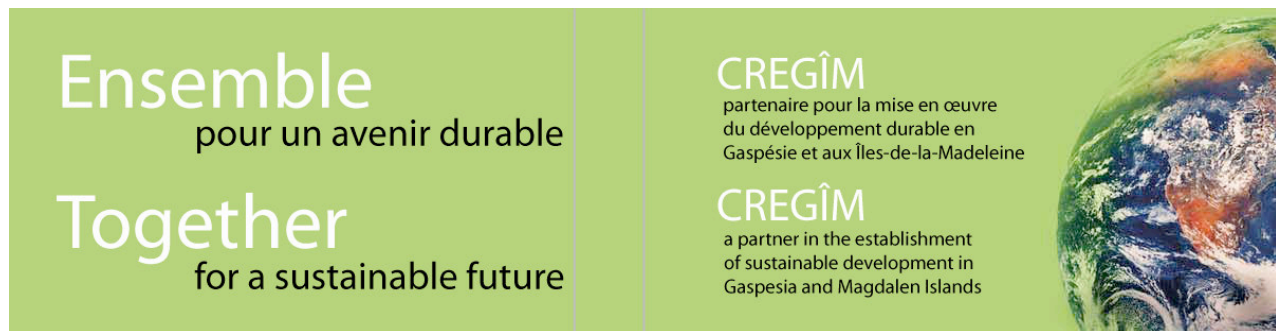 Ensemble
pour un avenir durable
Together
for a sustainable future
CREGÎM
partenaire pour la mise en œuvre
du développement durable en
Gaspésie et aux Îles-de-la-Madeleine
CREGÎM
a partner in the establishment
of sustainable development in
Gaspesia and Magdalen Islands